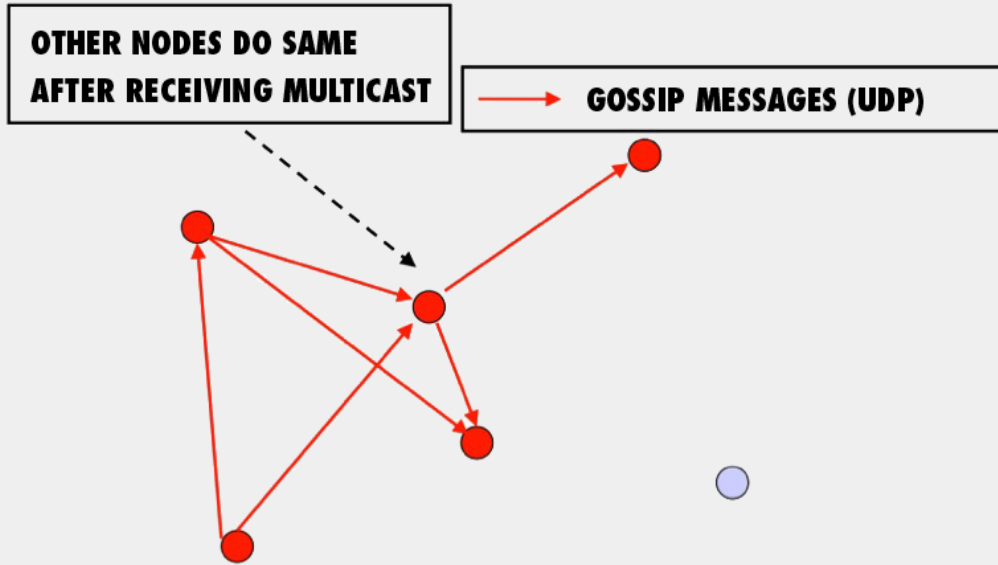 OTHER NODES DO SAME
AFTER RECEIVING MULTICAST
GOSSIP MESSAGES (UDP)